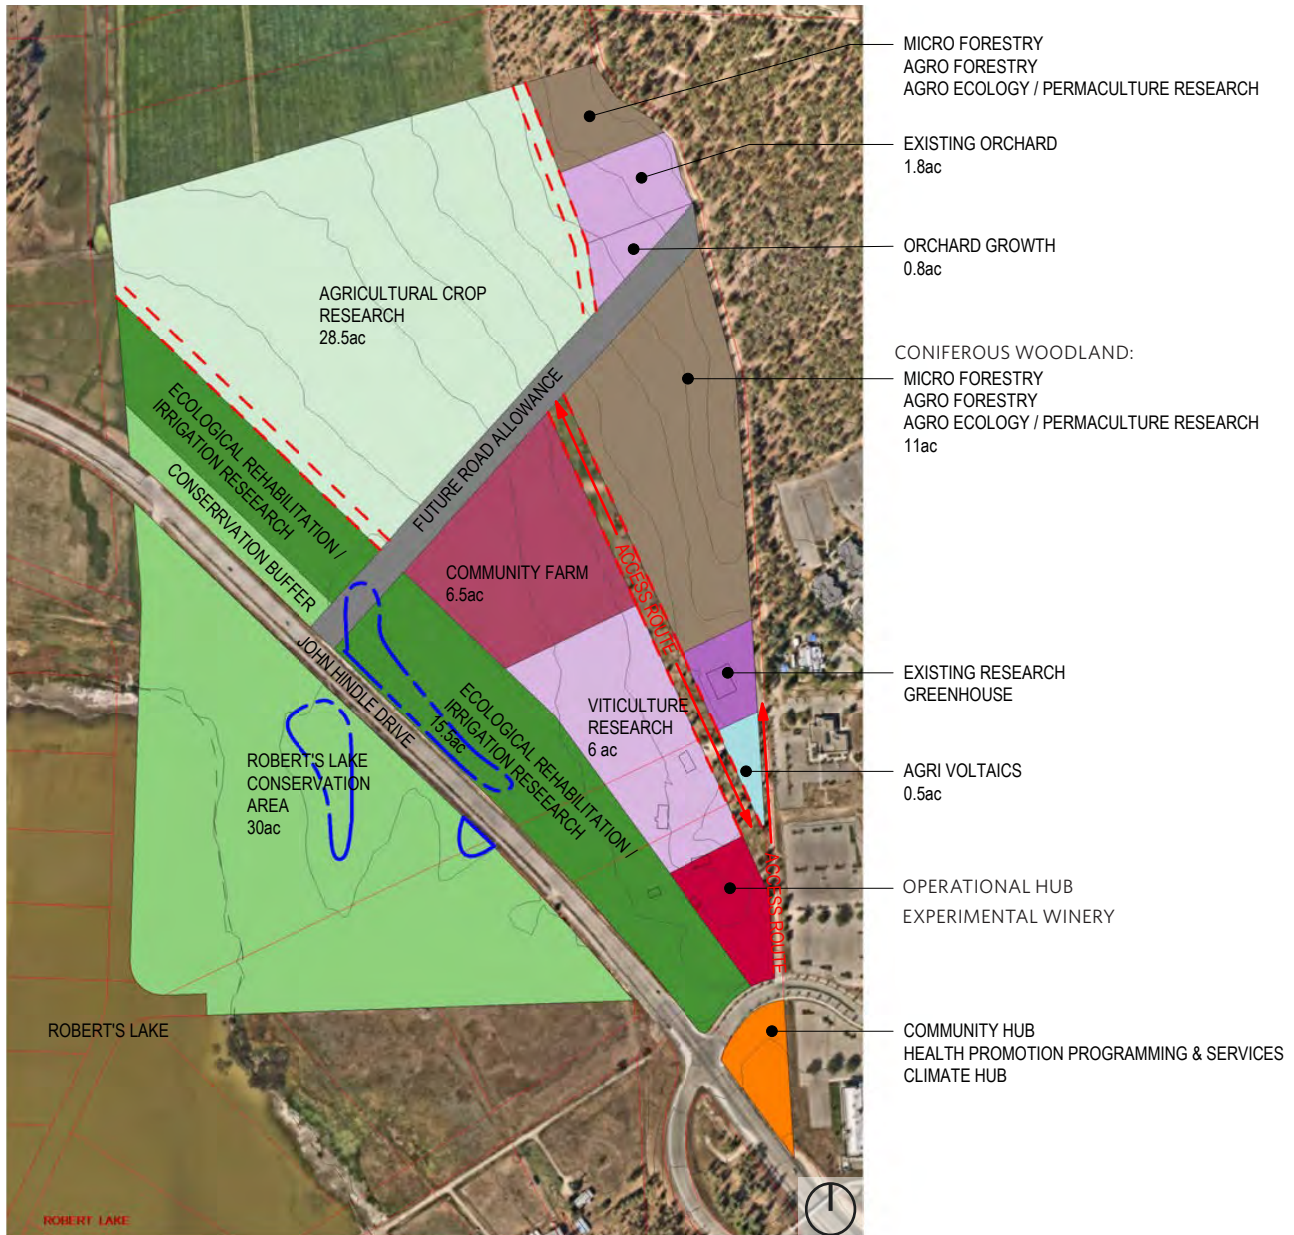 MICRO FORESTRY
AGRO FORESTRY
AGRO ECOLOGY / PERMACULTURE RESEARCH
EXISTING ORCHARD
1.8ac
ORCHARD GROWTH
0.8ac
AGRICULTURAL CROP
RESEARCH
28.5ac
CONIFEROUS WOODLAND:
MICRO FORESTRY
AGRO FORESTRY
AGRO ECOLOGY / PERMACULTURE RESEARCH
11ac
FUTURE ROAD ALLOWANCE
ECOLOGICAL REHABILITATION /
IRRIGATION RESEEARCH
CONSERRVATION BUFFER
COMMUNITY FARM
6.5ac
ACCESS ROUTE
JOHN HINDLE DRIVE
EXISTING RESEARCH
GREENHOUSE
VITICULTURE
RESEARCH
6 ac
ECOLOGICAL REHABILITATION /
IRRIGATION RESEEARCH
15.5ac
ROBERT'S LAKE
CONSERVATION
AREA
30ac
AGRI VOLTAICS
0.5ac
ACCESS ROUTE
OPERATIONAL HUB
EXPERIMENTAL WINERY
ROBERT'S LAKE
COMMUNITY HUB
HEALTH PROMOTION PROGRAMMING & SERVICES
CLIMATE HUB
ROBERT LAKE